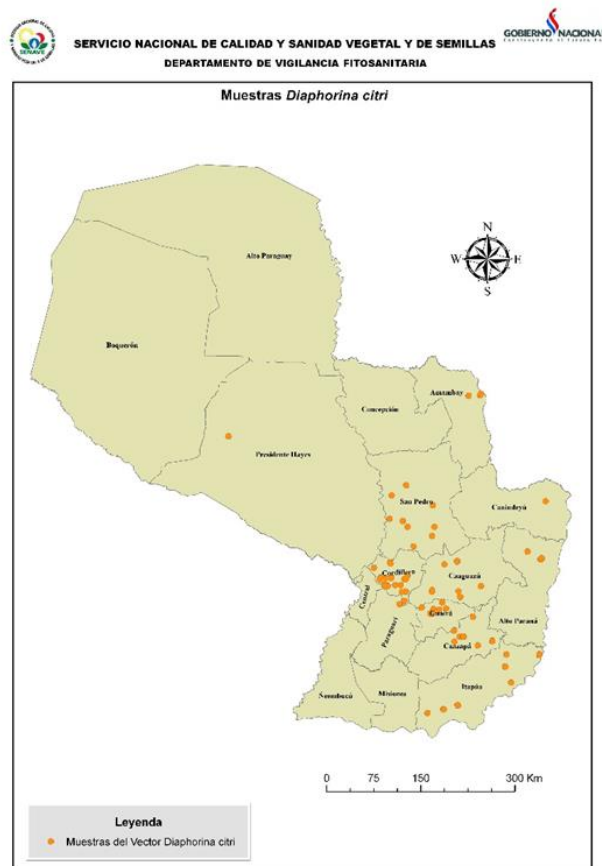 SERVICIO NACIONAL DE CALIDAD Y SANIDAD VEGETAL Y DE SEMILLAS
GOBIERNO NACIONAL
DEPARTAMENTO DE VIGILANCIA FITOSANITARIA
SENAVE
Muestras Diaphorina citri
N
W E
S
Alto Paraguay
Boquerón
Concepción
Amambay
Presidente Hayes
San Pedro
Canindeyú
Cordillera
Caaguazú
Central
Guairá
Alto Paraná
Paraguarí
Caazapá
Itapúa
Ñeembucú
Misiones
0 75 150 300 Km
Leyenda
Muestras del Vector Diaphorina citri